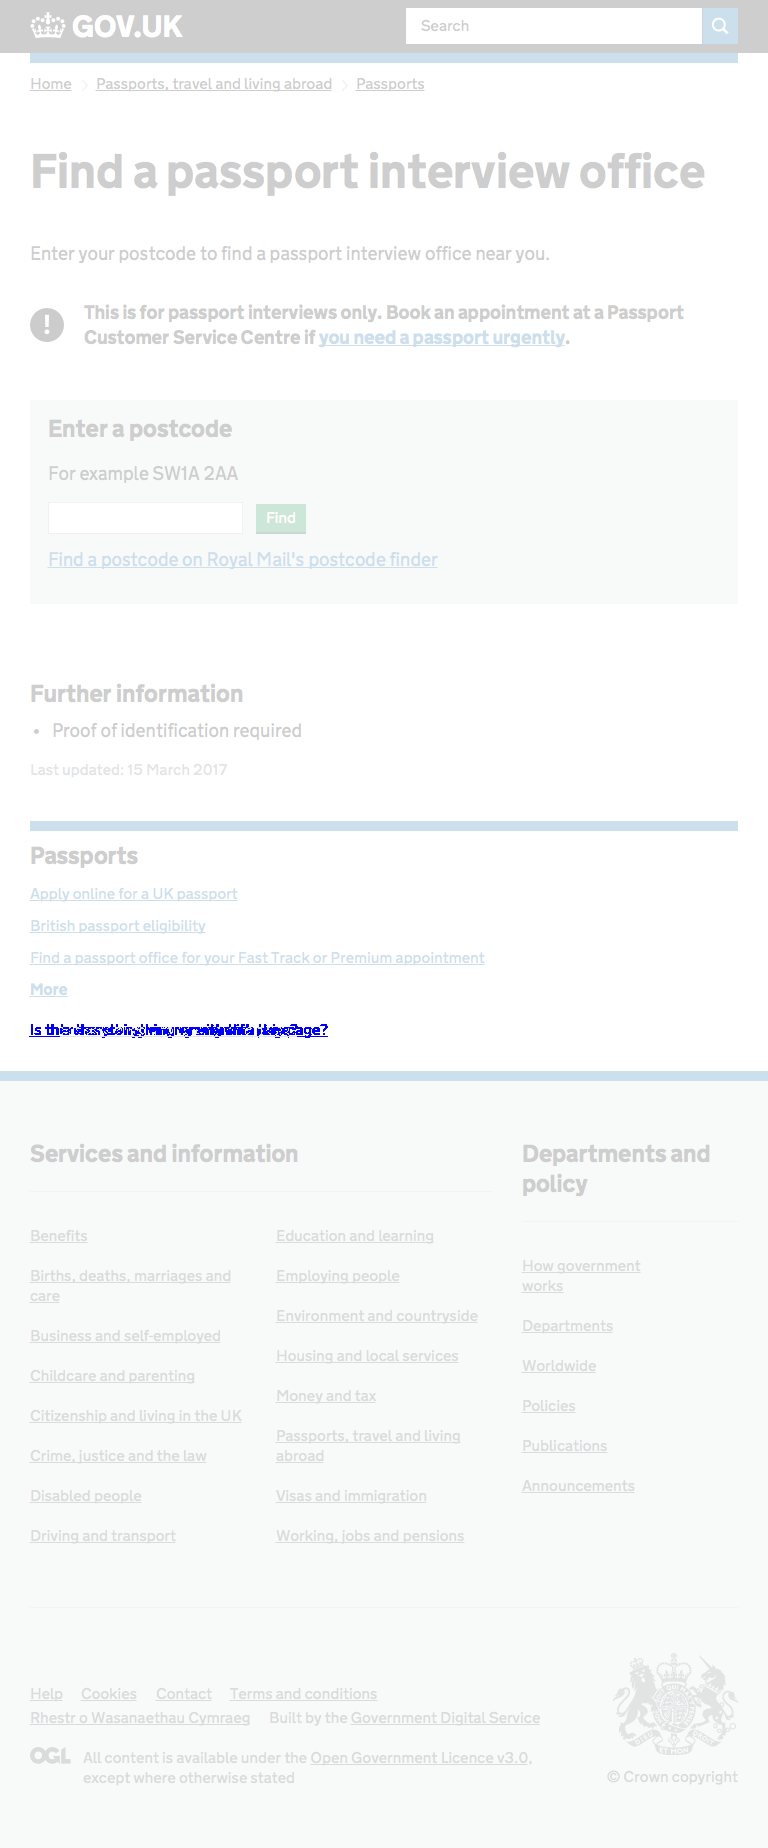 GOV.UK
Search
Home
Passports, travel and living abroad
Passports
Find a passport interview office
Enter your postcode to find a passport interview office near you.
This is for passport interviews only. Book an appointment at a Passport
Customer Service Centre if you need a passport urgently.
Enter a postcode
For example SW1A 2AA
Find
Find a postcode on Royal Mail's postcode finder
Further information
• Proof of identification required
Last updated: 15 March 2017
Passports
Apply online for a UK passport
British passport eligibility
Find a passport office for your Fast Track or Premium appointment
More
Is
Services and information
Benefits
Births, deaths, marriages and
care
Business and self-employed
Childcare and parenting
Citizenship and living in the UK
Crime, justice and the law
Disabled people
Driving and transport
Education and learning
Employing people
Environment and countryside
Housing and local services
Money and tax
Passports, travel and living
abroad
Visas and immigration
Working, jobs and pensions
Departments and
policy
How government
works
Departments
Worldwide
Policies
Publications
Announcements
Help Cookies Contact Terms and conditions
Rhestr o Wasanaethau Cymraeg Built by the Government Digital Service
OGL
All content is available under the Open Government Licence v3.0,
except where otherwise stated
© Crown copyright